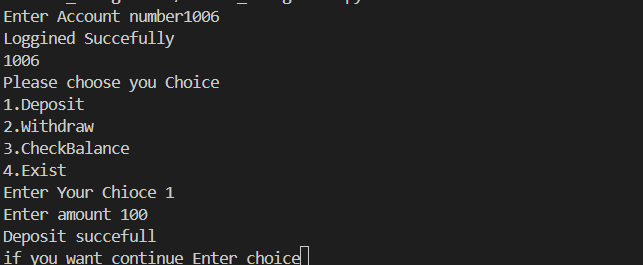 Enter Account number1006
Loggined Succefully
1006
Please choose you Choice
1.Deposit
2.Withdraw
3.CheckBalance
4.Exist
Enter Your Chioce 1
Enter amount 100
Deposit succefull
if you want continue Enter choice